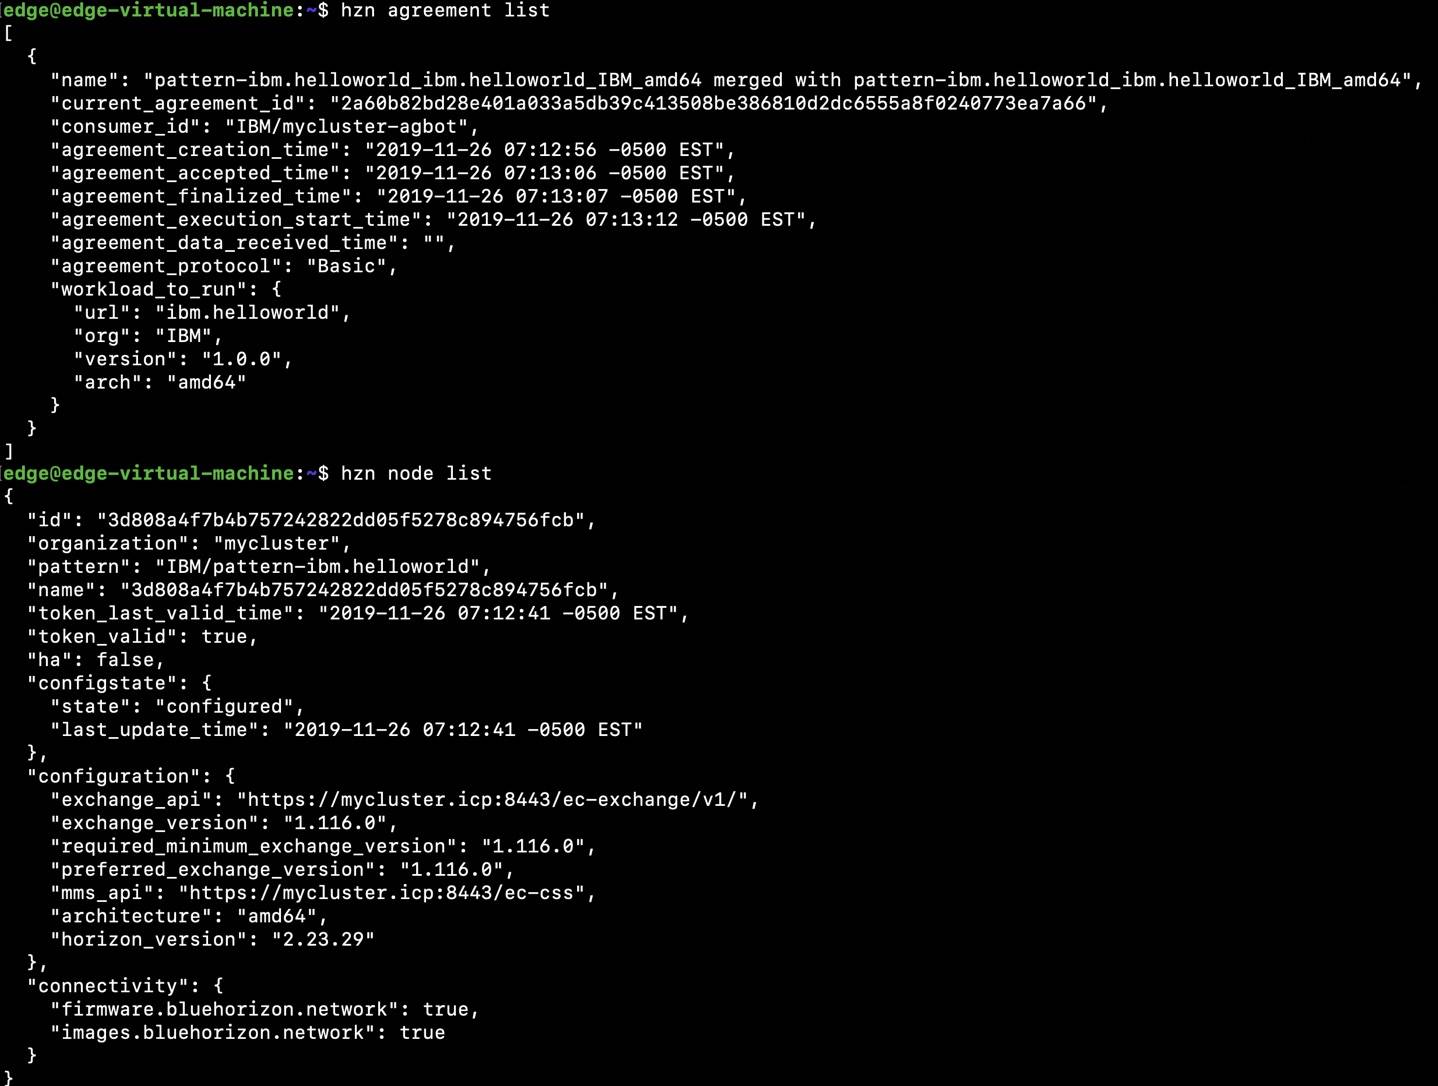 [edge@edge-virtual-machine:~$ hzn agreement list
[
  {
    "name": "pattern-ibm.helloworld_ibm.helloworld_IBM_amd64 merged with pattern-ibm.helloworld_ibm.helloworld_IBM_amd64",
    "current_agreement_id": "2a60b82bd28e401a033a5db39c413508be386810d2dc6555a8f0240773ea7a66",
    "consumer_id": "IBM/mycluster-agbot",
    "agreement_creation_time": "2019-11-26 07:12:56 -0500 EST",
    "agreement_accepted_time": "2019-11-26 07:13:06 -0500 EST",
    "agreement_finalized_time": "2019-11-26 07:13:07 -0500 EST",
    "agreement_execution_start_time": "2019-11-26 07:13:12 -0500 EST",
    "agreement_data_received_time": "",
    "agreement_protocol": "Basic",
    "workload_to_run": {
      "url": "ibm.helloworld",
      "org": "IBM",
      "version": "1.0.0",
      "arch": "amd64"
    }
  }
]
[edge@edge-virtual-machine:~$ hzn node list
{
  "id": "3d808a4f7b4b757242822dd05f5278c894756fcb",
  "organization": "mycluster",
  "pattern": "IBM/pattern-ibm.helloworld",
  "name": "3d808a4f7b4b757242822dd05f5278c894756fcb",
  "token_last_valid_time": "2019-11-26 07:12:41 -0500 EST",
  "token_valid": true,
  "ha": false,
  "configstate": {
    "state": "configured",
    "last_update_time": "2019-11-26 07:12:41 -0500 EST"
  },
  "configuration": {
    "exchange_api": "https://mycluster.icp:8443/ec-exchange/v1/",
    "exchange_version": "1.116.0",
    "required_minimum_exchange_version": "1.116.0",
    "preferred_exchange_version": "1.116.0",
    "mms_api": "https://mycluster.icp:8443/ec-css",
    "architecture": "amd64",
    "horizon_version": "2.23.29"
  },
  "connectivity": {
    "firmware.bluehorizon.network": true,
    "images.bluehorizon.network": true
  }
}